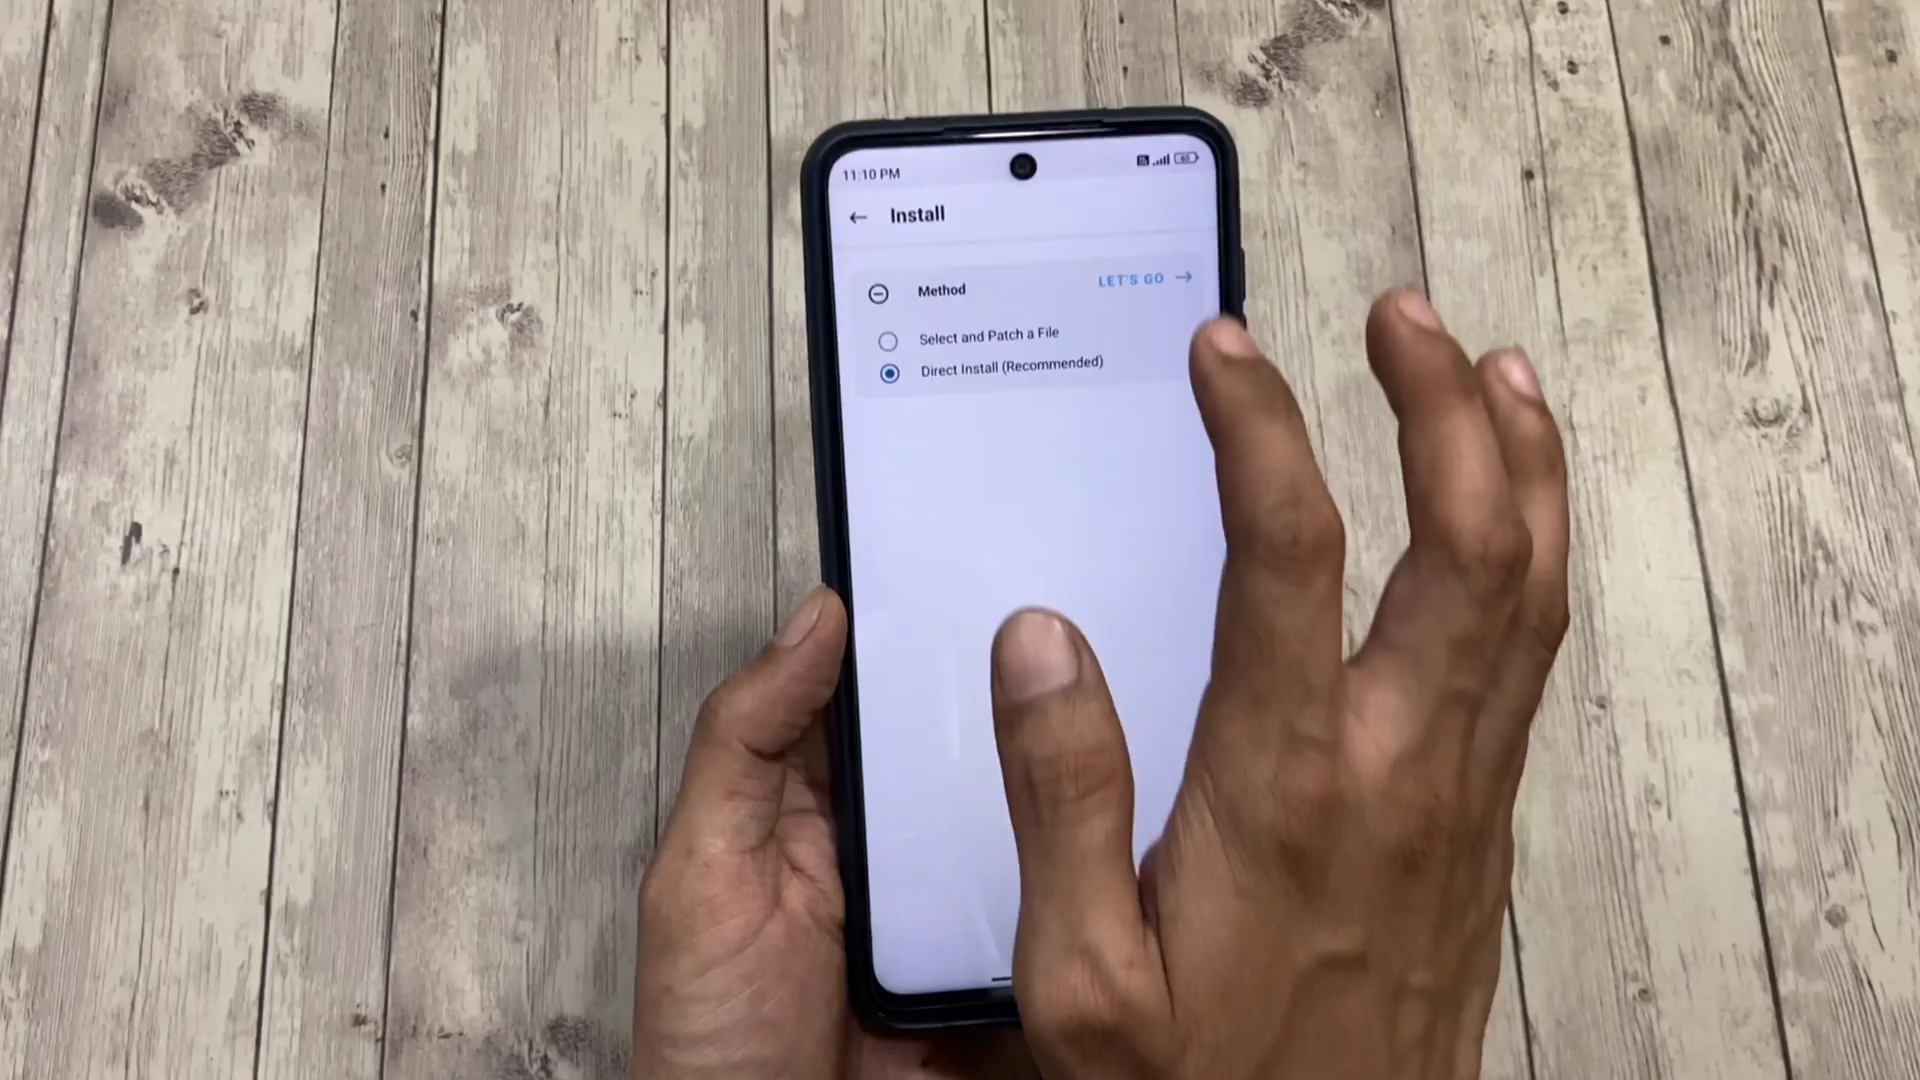 11:10 PM
Install
Method
LET'S GO →
Select and Patch a File
Direct Install (Recommended)